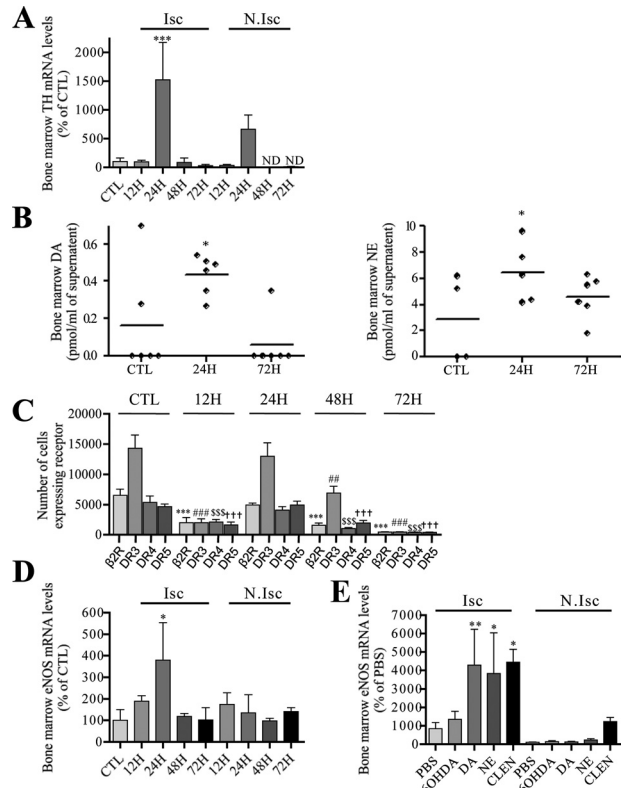 A
Isc N.Isc
Bone marrow TH mRNA levels
(% of CTL)
2000
1500
1000
500
0
***
ND ND
CTL 12H 24H 48H 72H 12H 24H 48H 72H
B
Bone marrow DA
(pmol/ml of supernatent)
0.6
0.4
0.2
0.0
*
CTL 24H 72H
Bone marrow NE
(pmol/ml of supernatent)
10
8
6
4
2
0
*
CTL 24H 72H
C
CTL 12H 24H 48H 72H
Number of cells
expressing receptor
20000
15000
10000
5000
0
*** ### $$$ ††† *** ## $$$ ††† *** ### $$$ †††
β2R DR3 DR4 DR5 β2R DR3 DR4 DR5 β2R DR3 DR4 DR5 β2R DR3 DR4 DR5 β2R DR3 DR4 DR5
D
Isc N.Isc
Bone marrow eNOS mRNA levels
(% of CTL)
600
500
400
300
200
100
0
*
CTL 12H 24H 48H 72H 12H 24H 48H 72H
E
Isc N.Isc
Bone marrow eNOS mRNA levels
(% of PBS)
7000
6000
5000
4000
3000
2000
1000
0
** * *
PBS 6OHDA DA NE CLEN PBS 6OHDA DA NE CLEN